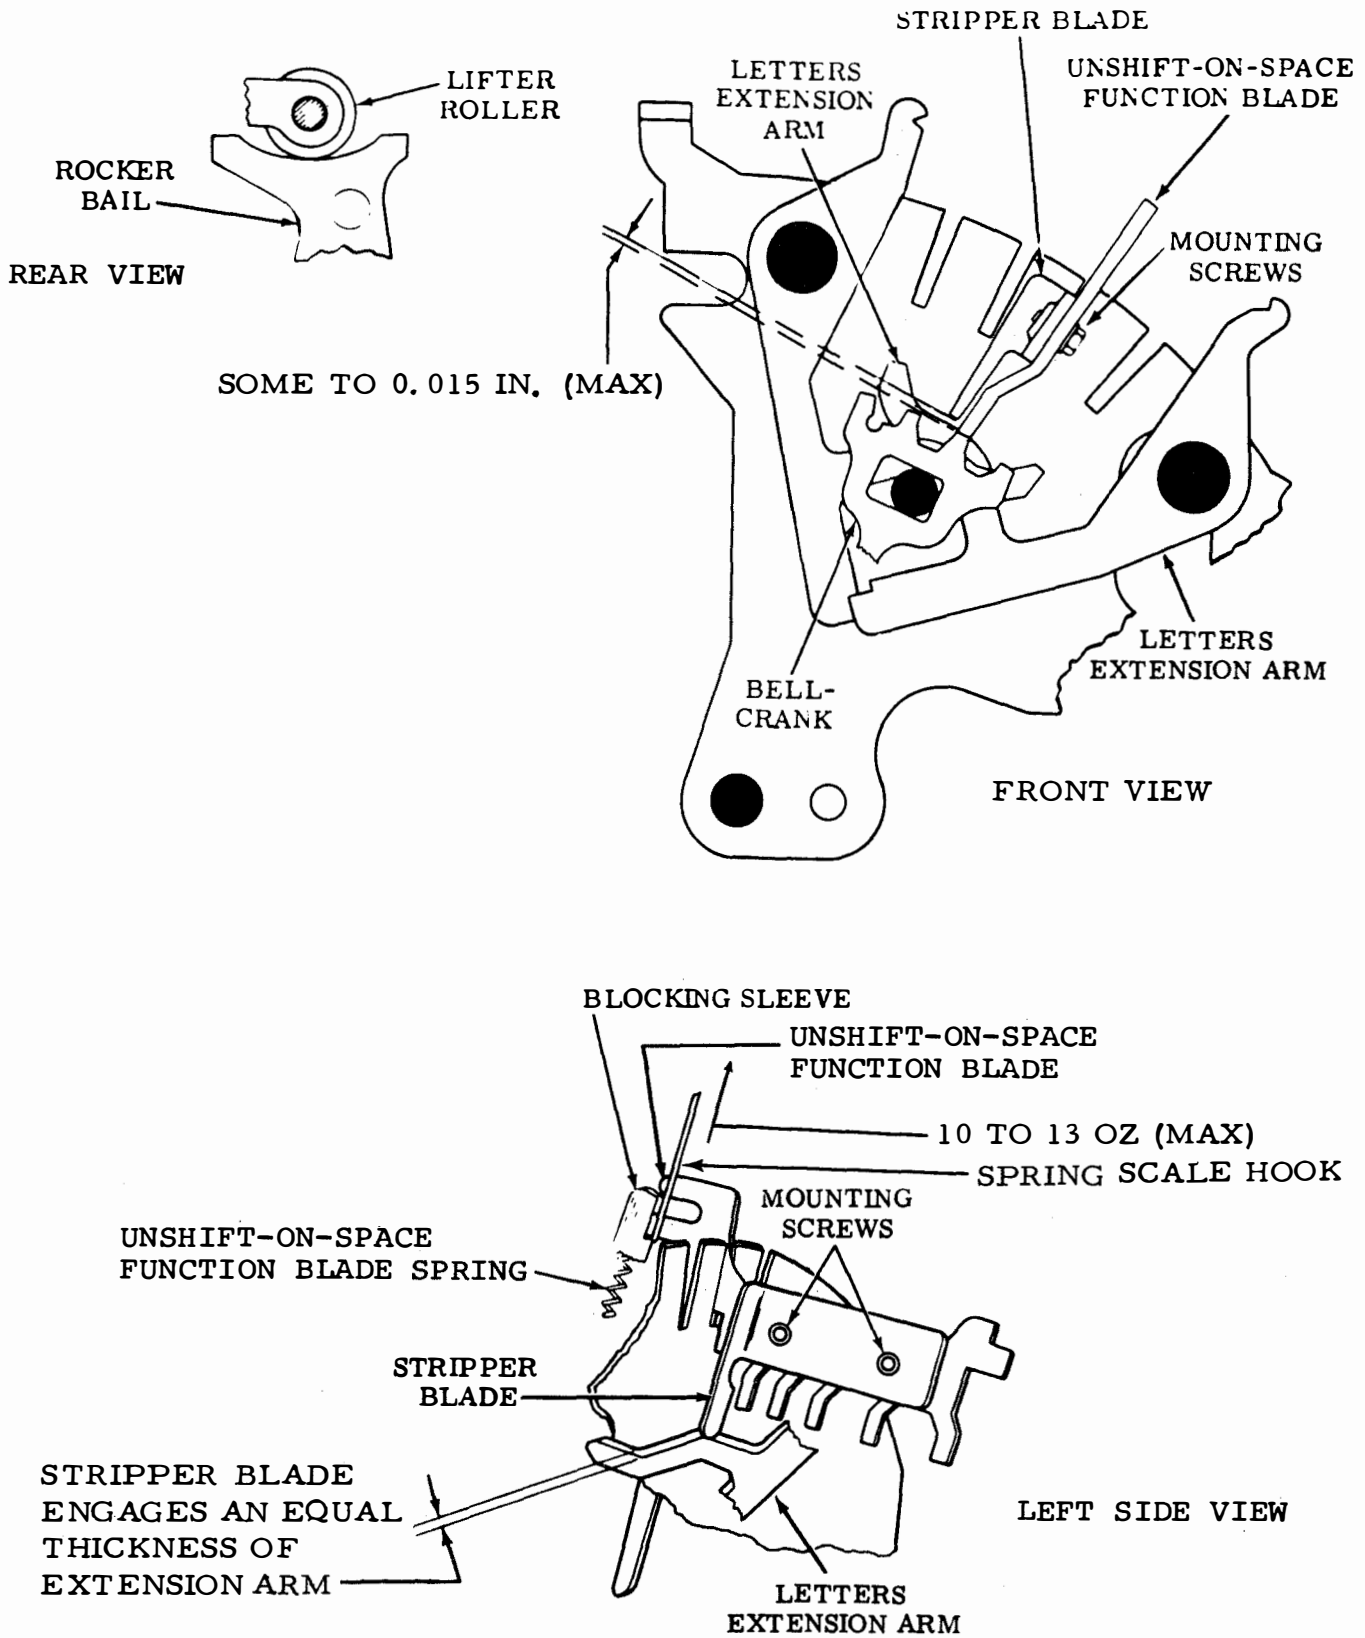 STRIPPER BLADE
LIFTER
ROLLER
LETTERS
EXTENSION
ARM
UNSHIFT-ON-SPACE
FUNCTION BLADE
ROCKER
BAIL
MOUNTING
SCREWS
REAR VIEW
SOME TO 0.015 IN. (MAX)
LETTERS
EXTENSION ARM
BELL-
CRANK
FRONT VIEW
BLOCKING SLEEVE
UNSHIFT-ON-SPACE
FUNCTION BLADE
10 TO 13 OZ (MAX)
SPRING SCALE HOOK
MOUNTING
SCREWS
UNSHIFT-ON-SPACE
FUNCTION BLADE SPRING
STRIPPER
BLADE
STRIPPER BLADE
ENGAGES AN EQUAL
THICKNESS OF
EXTENSION ARM
LEFT SIDE VIEW
LETTERS
EXTENSION ARM